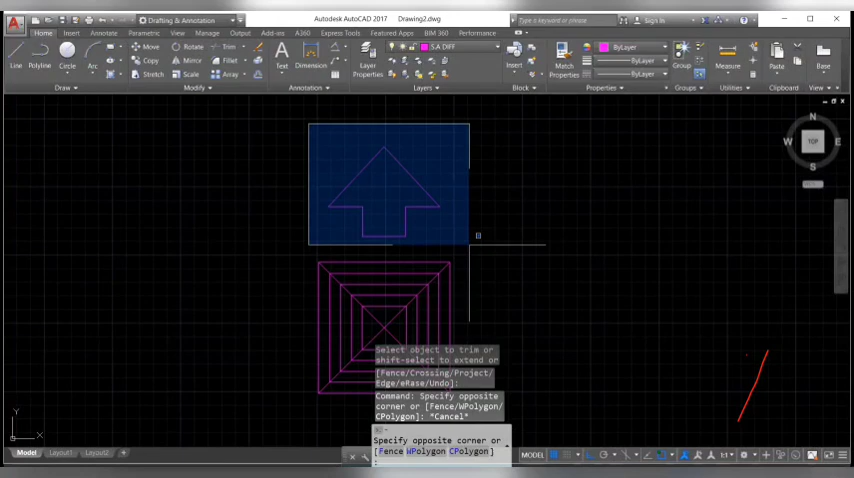 Drafting & Annotation
Autodesk AutoCAD 2017 Drawing2.dwg
Type a keyword or phrase
Sign In
Home Insert Annotate Parametric View Manage Output Add-ins A360 Express Tools Featured Apps BIM 360 Performance
Line Polyline Circle Arc
Move Rotate Trim
Copy Mirror Fillet
Stretch Scale Array
Text Dimension
Layer Properties
S.A DIFF
Insert
Match Properties
ByLayer
ByLayer
ByLayer
Group
Measure
Paste
Base
Draw Modify Annotation Layers Block Properties Groups Utilities Clipboard View
N
W TOP E
S
Select object to trim or
shift-select to extend or
[Fence/Crossing/Project/
Edge/eRase/Undo]:
Command: Specify opposite
corner or [Fence/WPolygon/
CPolygon]: *Cancel*
Specify opposite corner or
[Fence WPolygon CPolygon]
:
Y
X
Model Layout1 Layout2 +
MODEL